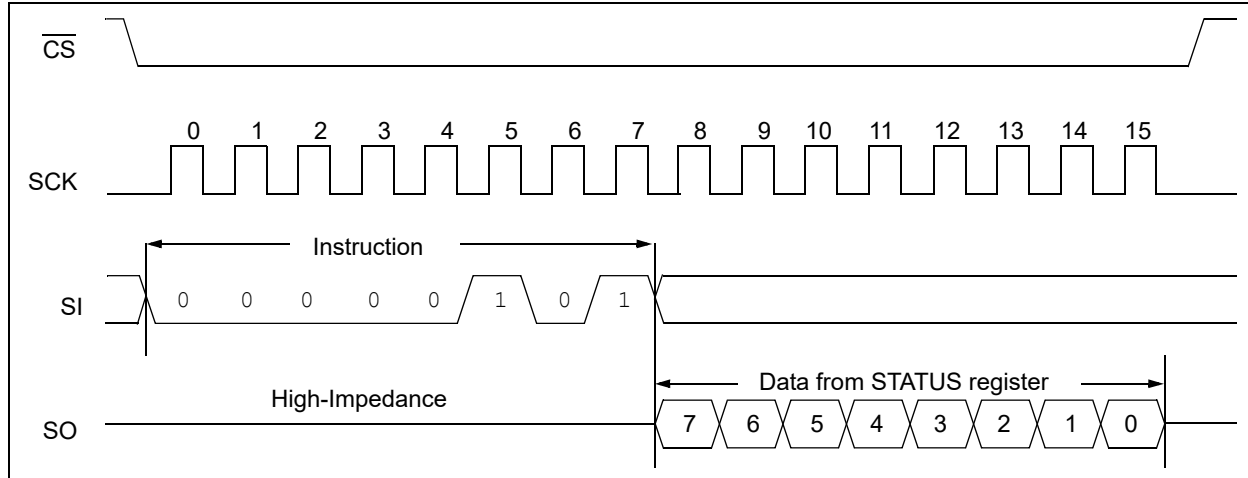 CS
0 1 2 3 4 5 6 7 8 9 10 11 12 13 14 15
SCK
Instruction
SI
0 0 0 0 0 1 0 1
Data from STATUS register
High-Impedance
SO
7 6 5 4 3 2 1 0